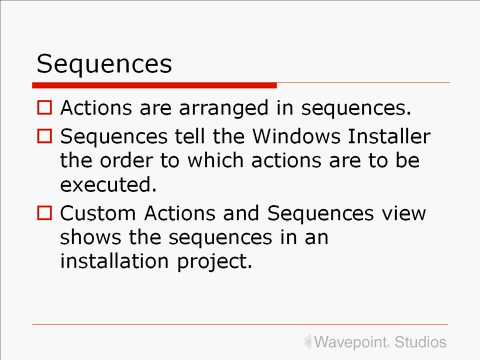 Sequences
Actions are arranged in sequences.
Sequences tell the Windows Installer
the order to which actions are to be
executed.
Custom Actions and Sequences view
shows the sequences in an
installation project.
Wavepoint Studios